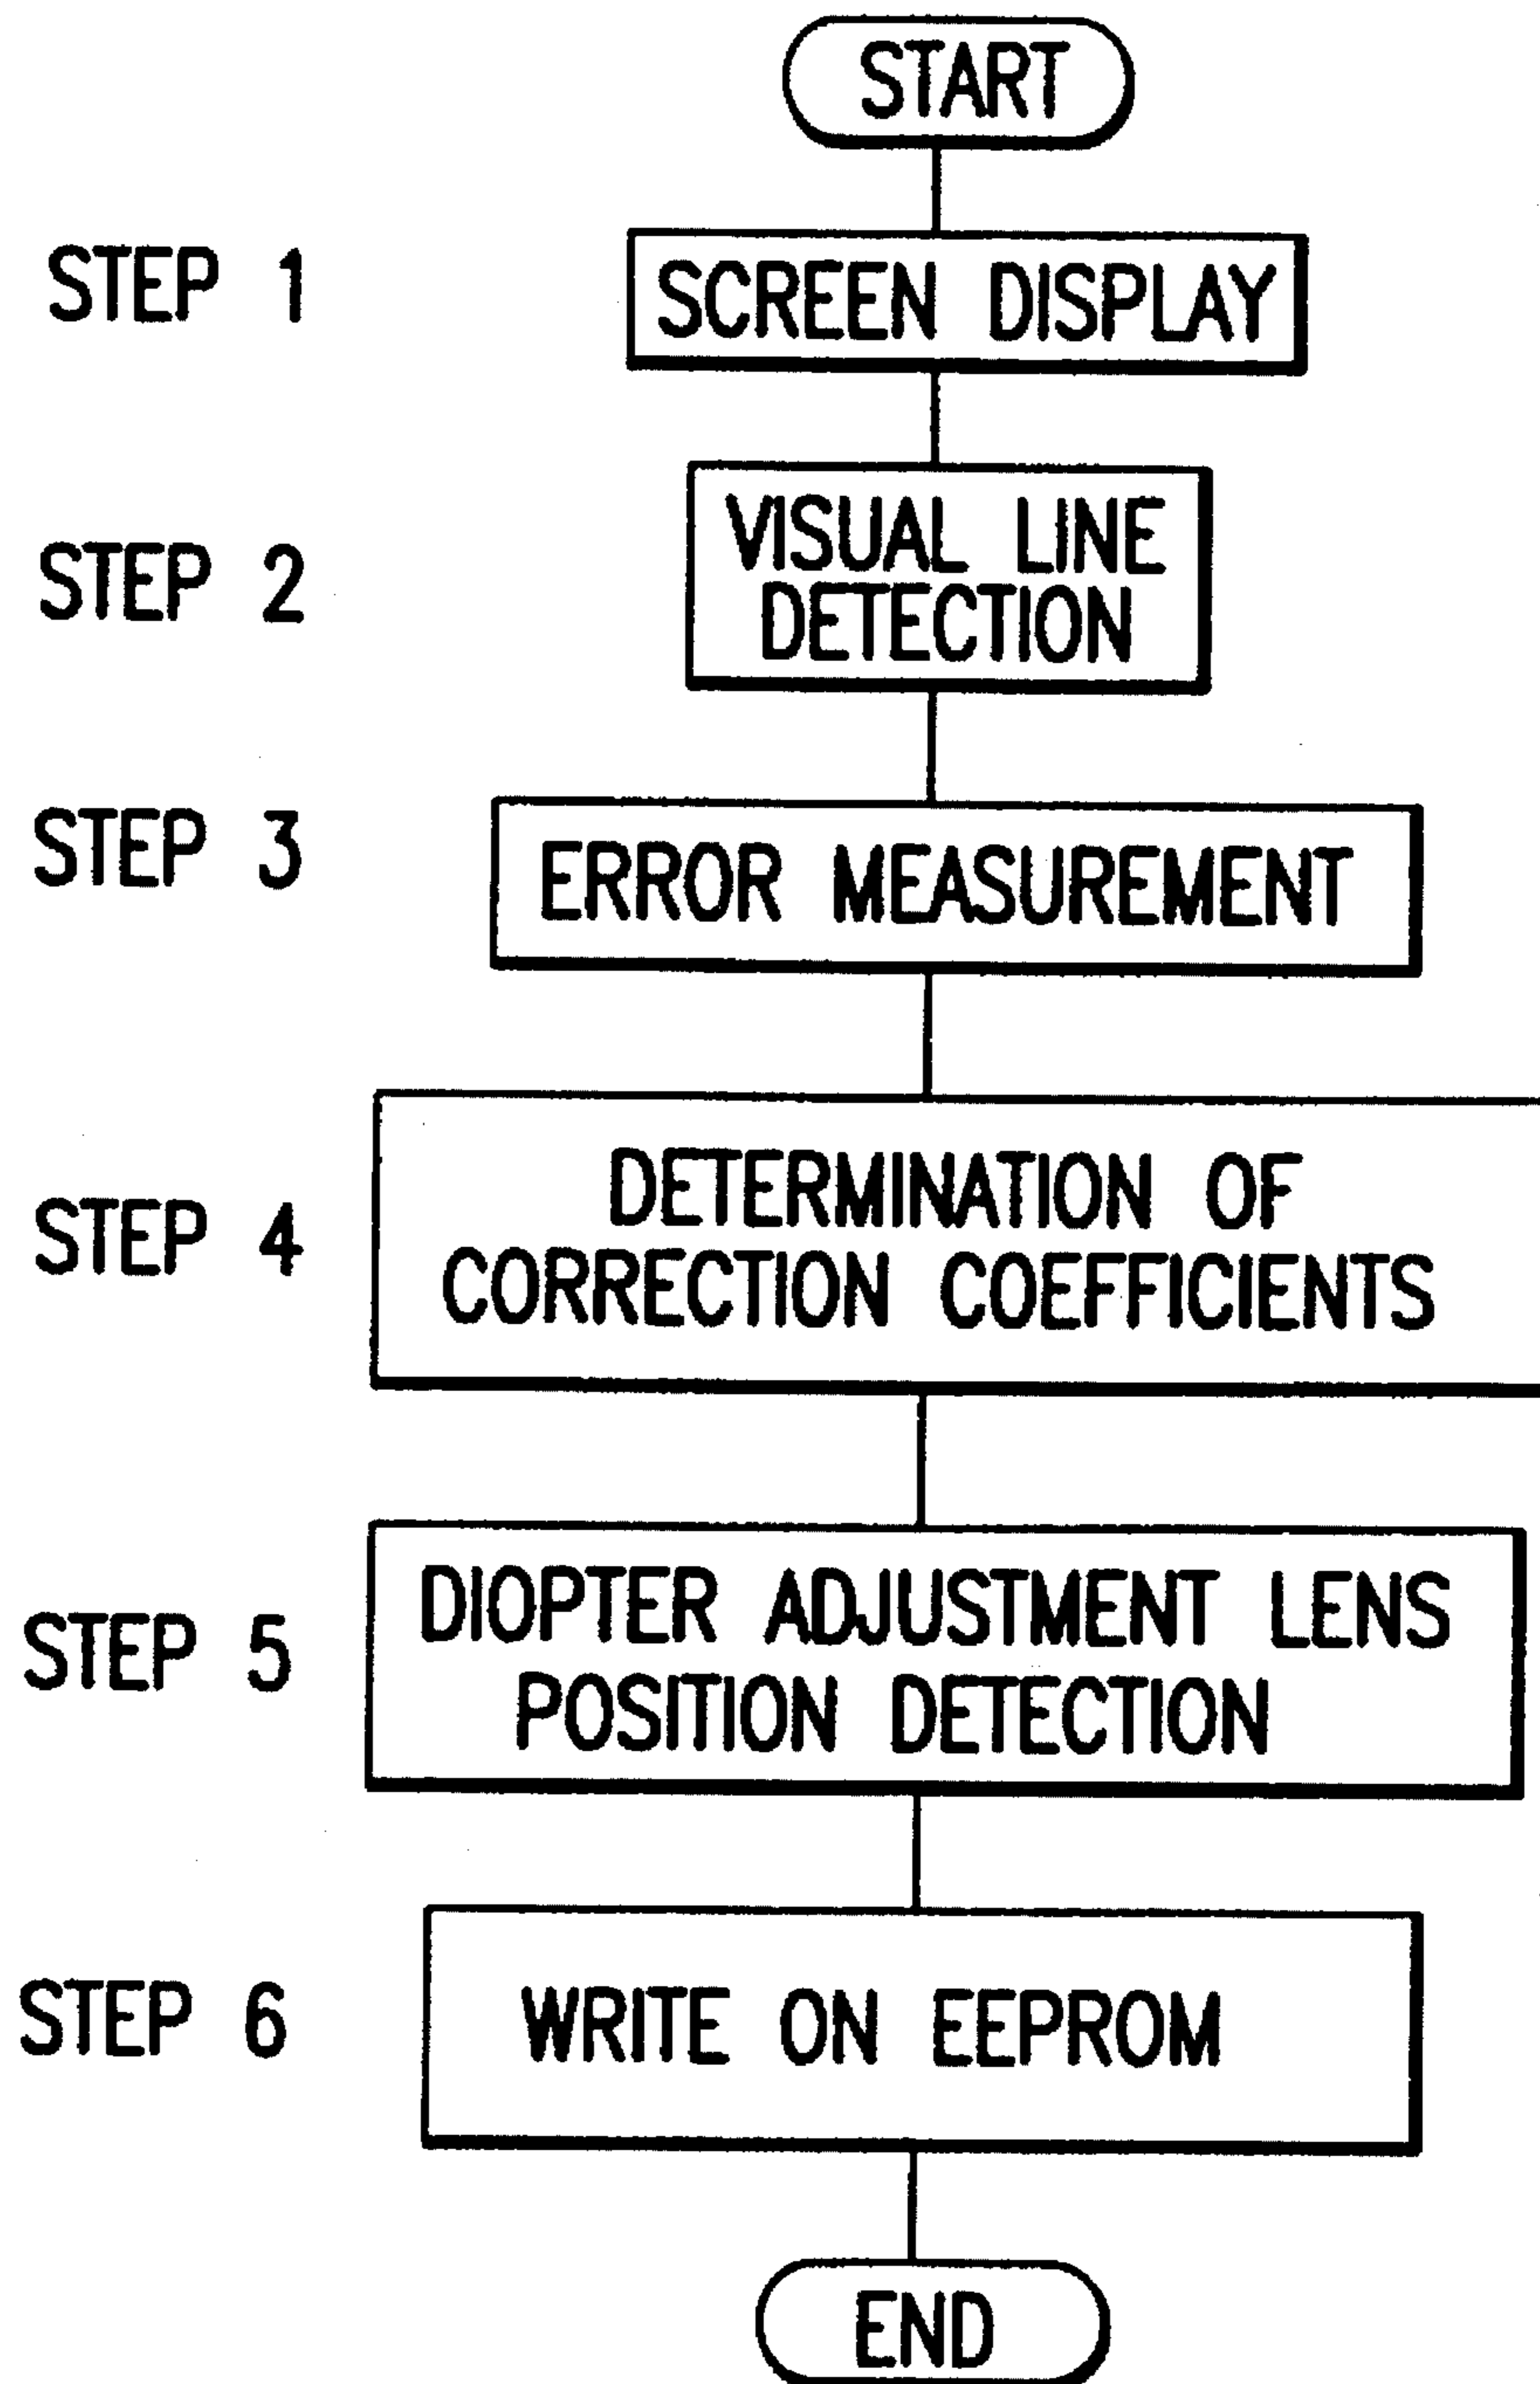 START
STEP 1
SCREEN DISPLAY
STEP 2
VISUAL LINE
DETECTION
STEP 3
ERROR MEASUREMENT
STEP 4
DETERMINATION OF
CORRECTION COEFFICIENTS
STEP 5
DIOPTER ADJUSTMENT LENS
POSITION DETECTION
STEP 6
WRITE ON EEPROM
END